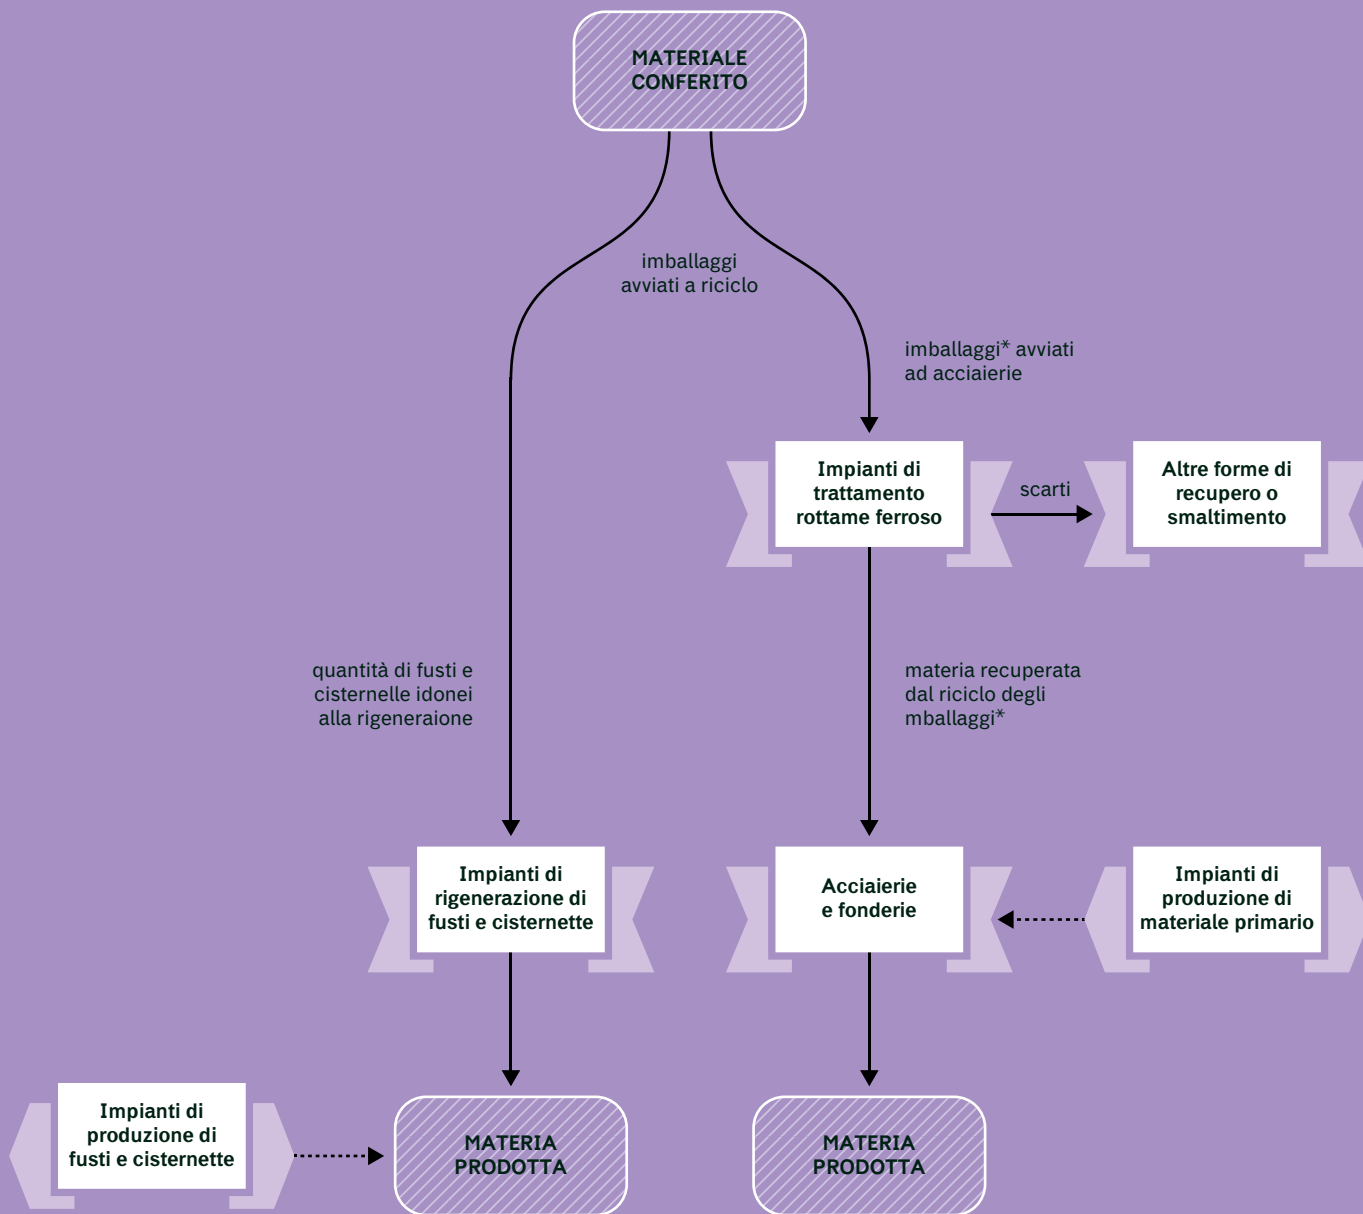 MATERIALE
CONFERITO
imballaggi
avviati a riciclo
imballaggi* avviati
ad acciaierie
Impianti di
trattamento
rottame ferroso
scarti
Altre forme di
recupero o
smaltimento
quantità di fusti e
cisternelle idonei
alla rigeneraione
materia recuperata
dal riciclo degli
mballaggi*
Impianti di
rigenerazione di
fusti e cisternette
Acciaierie
e fonderie
Impianti di
produzione di
materiale primario
Impianti di
produzione di
fusti e cisternette
MATERIA
PRODOTTA
MATERIA
PRODOTTA